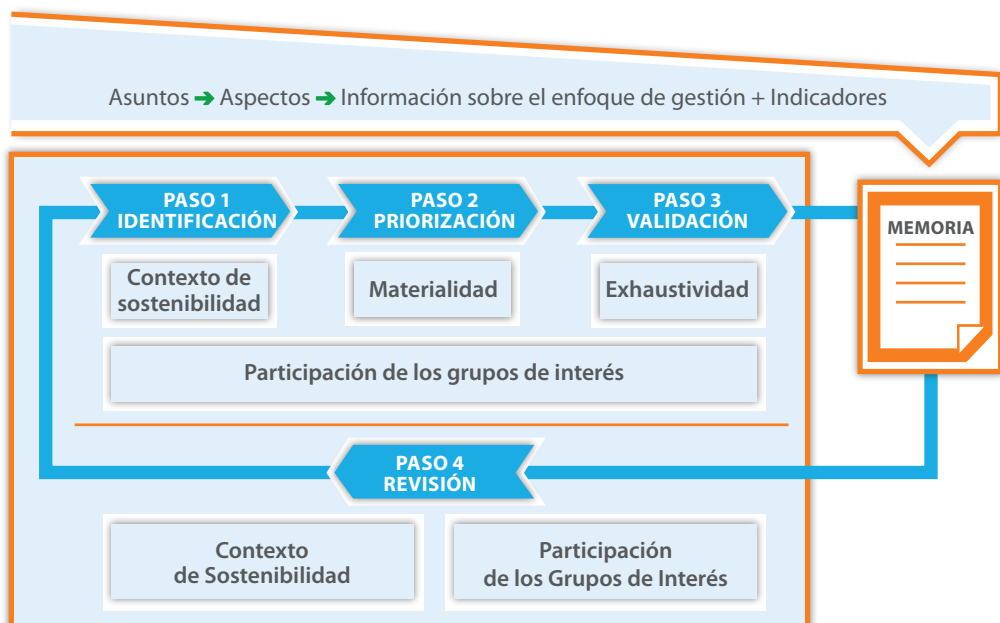 Asuntos ➔ Aspectos ➔ Información sobre el enfoque de gestión + Indicadores
PASO 1
IDENTIFICACIÓN
PASO 2
PRIORIZACIÓN
PASO 3
VALIDACIÓN
MEMORIA
Contexto de
sostenibilidad
Materialidad
Exhaustividad
Participación de los grupos de interés
PASO 4
REVISIÓN
Contexto
de Sostenibilidad
Participación
de los Grupos de Interés